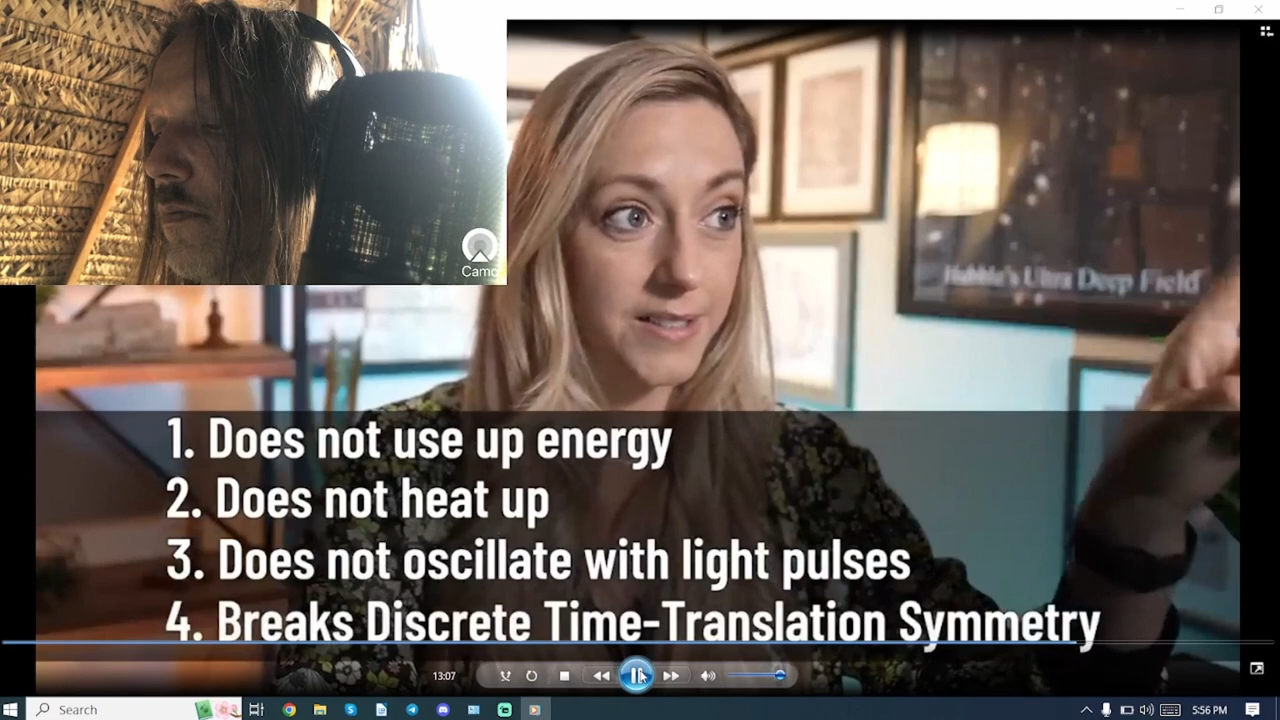 Camo
Hubble's Ultra Deep Field
1. Does not use up energy
2. Does not heat up
3. Does not oscillate with light pulses
4. Breaks Discrete Time-Translation Symmetry
13:07
Search
5:56 PM